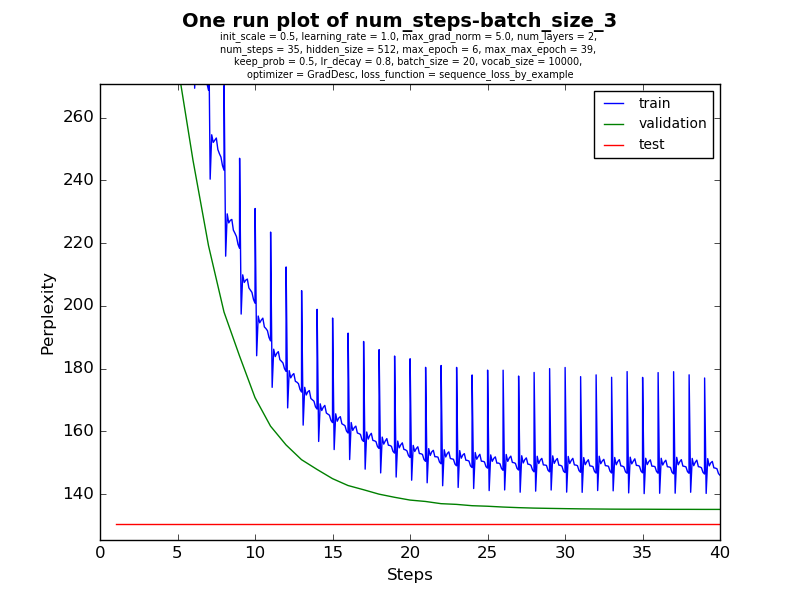 One run plot of num_steps-batch_size_3
init_scale = 0.5, learning_rate = 1.0, max_grad_norm = 5.0, num_layers = 2,
num_steps = 35, hidden_size = 512, max_epoch = 6, max_max_epoch = 39,
keep_prob = 0.5, lr_decay = 0.8, batch_size = 20, vocab_size = 10000,
optimizer = GradDesc, loss_function = sequence_loss_by_example
train
validation
test
260
240
220
200
180
160
140
Perplexity
0 5 10 15 20 25 30 35 40
Steps